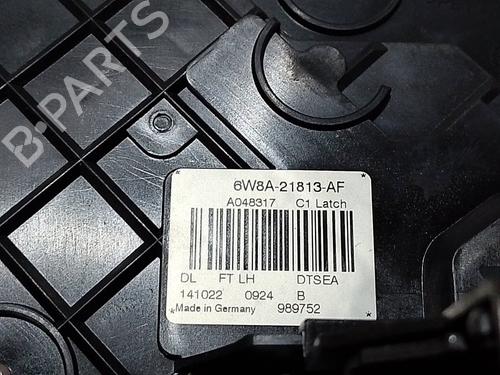 B-PARTS
6W8A-21813-AF
A048317 C1 Latch
DL FT LH DTSEA
141022 0924 B
Made in Germany 989752